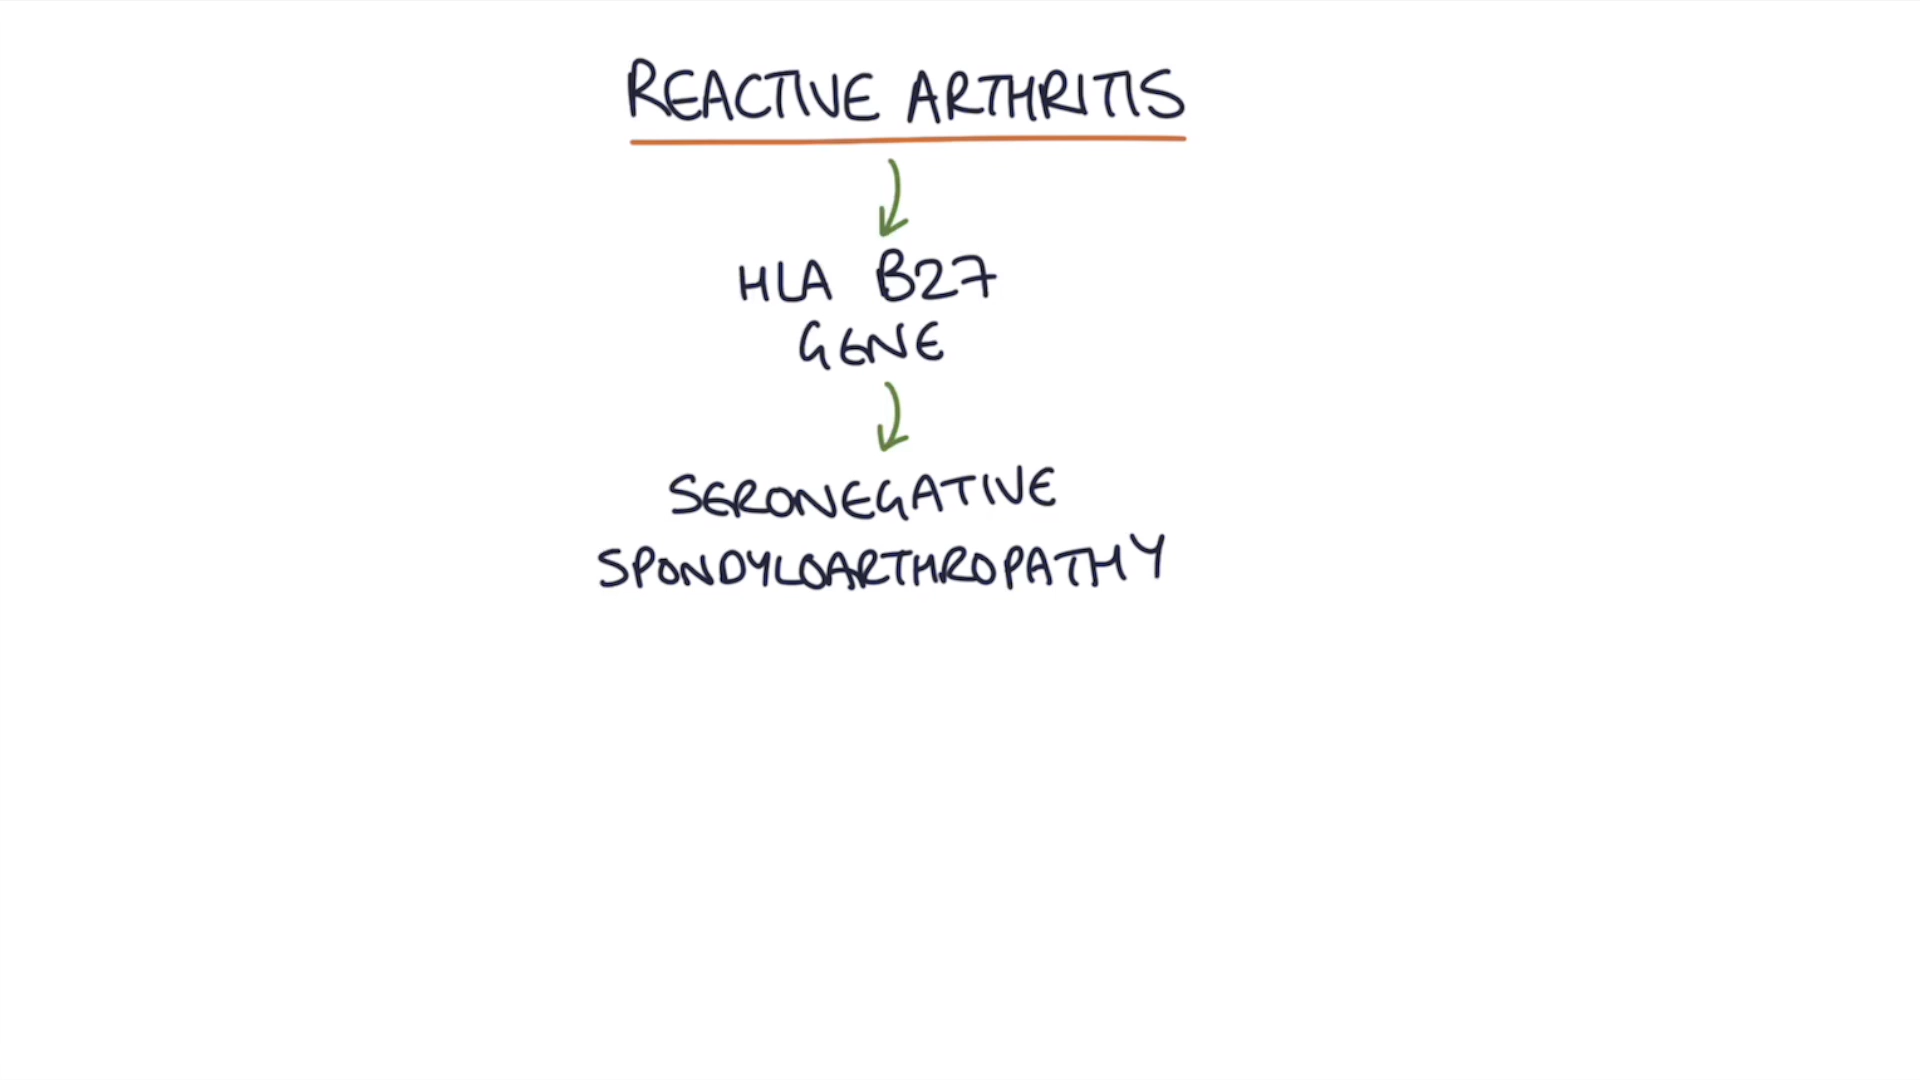 REACTIVE ARTHRITIS
HLA B27
GENE
SERONEGATIVE
SPONDYLOARTHROPATHY